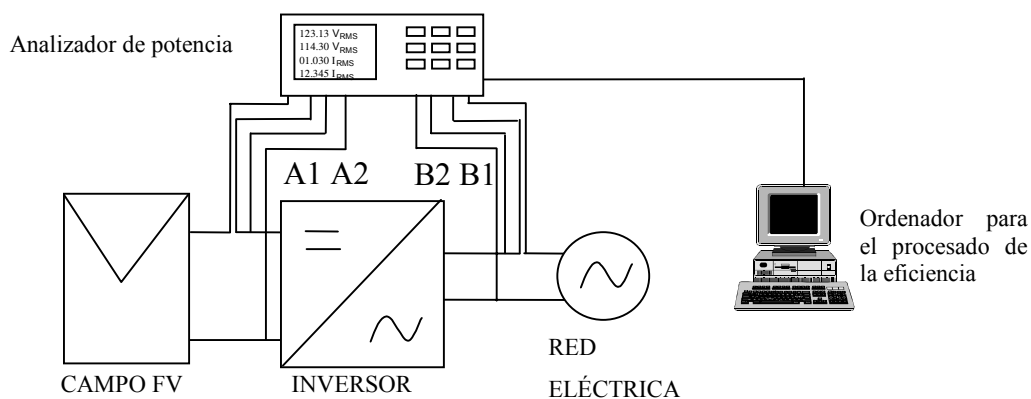 Analizador de potencia
123.13 VRMS
114.30 VRMS
01.030 IRMS
12.345 IRMS
A1 A2 B2 B1
Ordenador para
el procesado de
la eficiencia
CAMPO FV
INVERSOR
RED
ELÉCTRICA